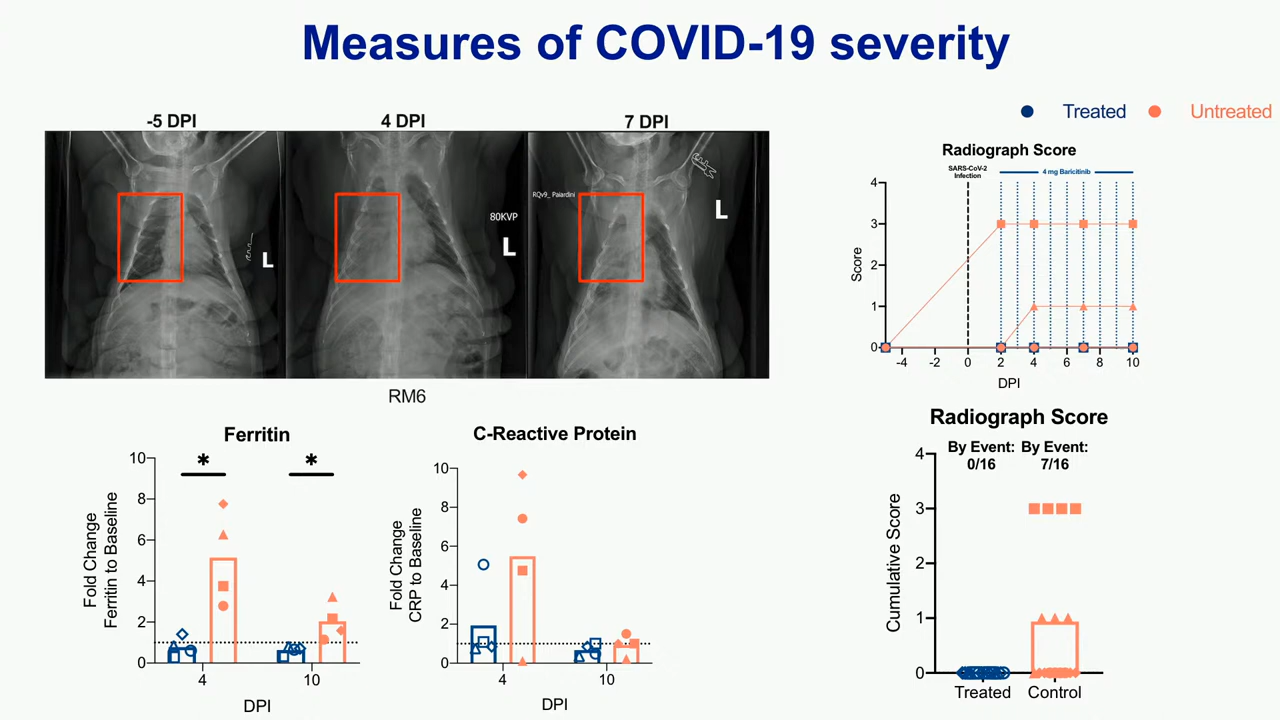 Measures of COVID-19 severity
Treated
Untreated
-5 DPI
4 DPI
7 DPI
L
80KVP
L
RQv9_ Paiardini
L
RM6
Radiograph Score
SARS-CoV-2
Infection
4 mg Baricitinib
Score
4
3
2
1
0
-4
-2
0
2
4
6
8
10
DPI
Ferritin
Fold Change
Ferritin to Baseline
10
8
6
4
2
0
*
*
4
10
DPI
C-Reactive Protein
Fold Change
CRP to Baseline
10
8
6
4
2
0
4
10
DPI
Radiograph Score
By Event:
0/16
By Event:
7/16
Cumulative Score
4
3
2
1
0
Treated
Control